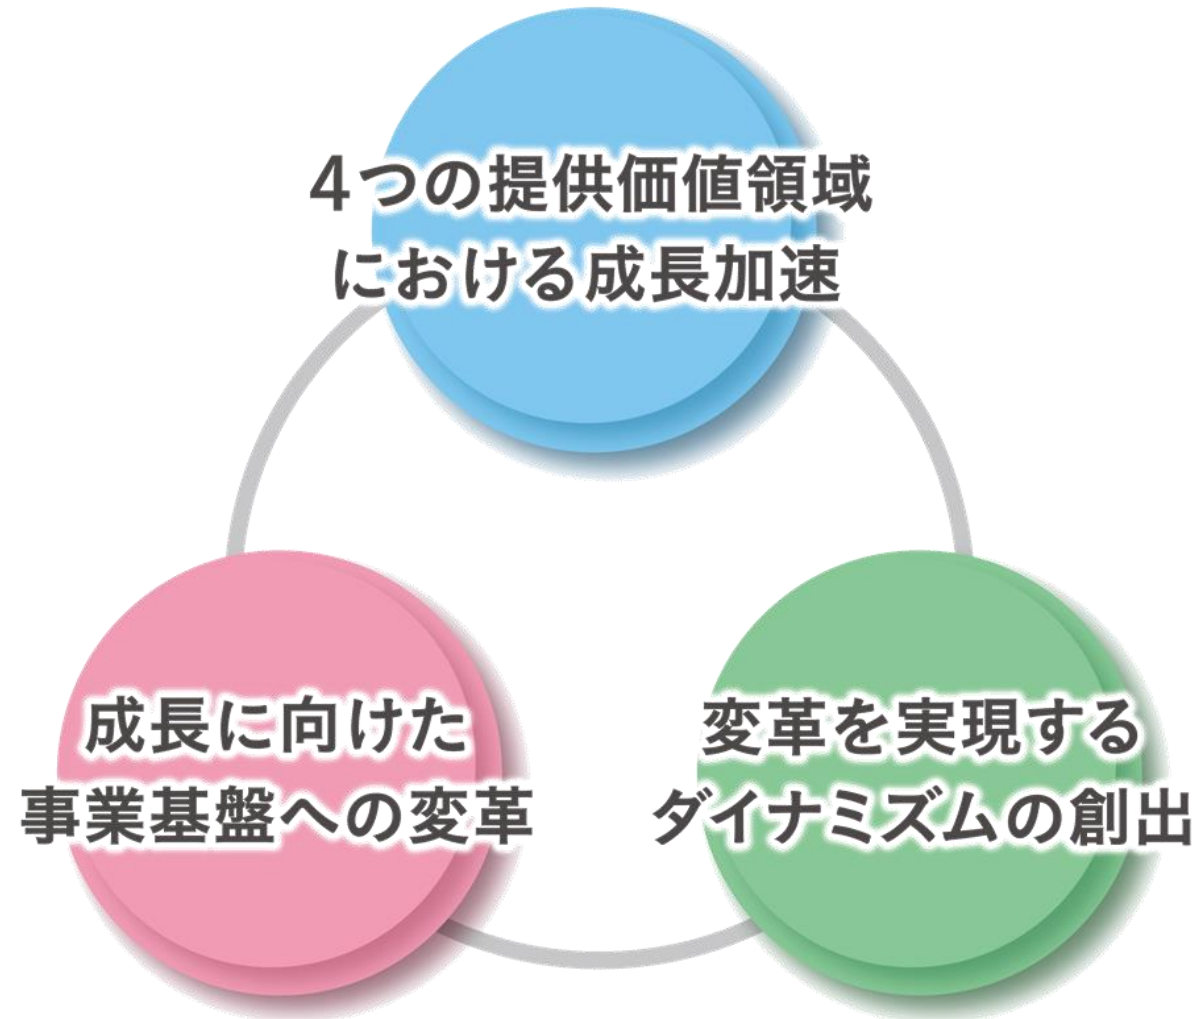 4つの提供価値領域
における成長加速
成長に向けた
事業基盤への変革
変革を実現する
ダイナミズムの創出